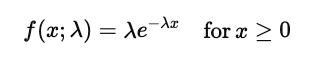 f(x; λ) = λe^{−λx} for x ≥ 0